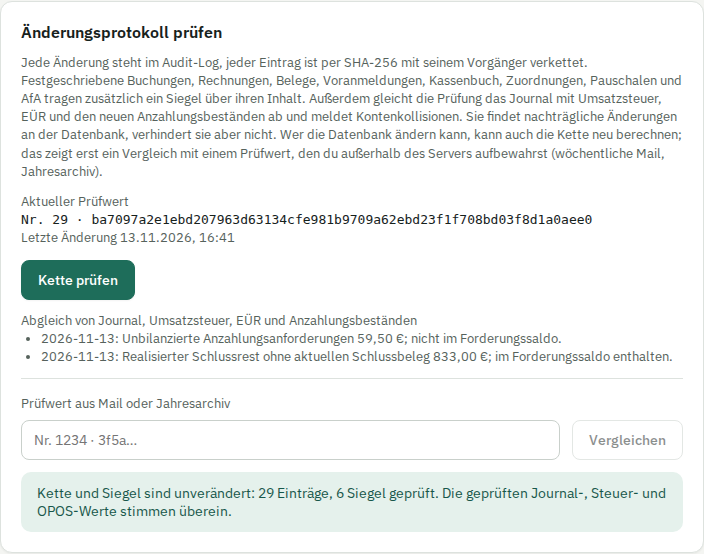 Änderungsprotokoll prüfen
Jede Änderung steht im Audit-Log, jeder Eintrag ist per SHA-256 mit seinem Vorgänger verkettet.
Festgeschriebene Buchungen, Rechnungen, Belege, Voranmeldungen, Kassenbuch, Zuordnungen, Pauschalen und
AfA tragen zusätzlich ein Siegel über ihren Inhalt. Außerdem gleicht die Prüfung das Journal mit Umsatzsteuer,
EÜR und den neuen Anzahlungsbeständen ab und meldet Kontenkollisionen. Sie findet nachträgliche Änderungen
an der Datenbank, verhindert sie aber nicht. Wer die Datenbank ändern kann, kann auch die Kette neu berechnen;
das zeigt erst ein Vergleich mit einem Prüfwert, den du außerhalb des Servers aufbewahrst (wöchentliche Mail,
Jahresarchiv).
Aktueller Prüfwert
Nr. 29 · ba7097a2e1ebd207963d63134cfe981b9709a62ebd23f1f708bd03f8d1a0aee0
Letzte Änderung 13.11.2026, 16:41
Kette prüfen
Abgleich von Journal, Umsatzsteuer, EÜR und Anzahlungsbeständen
• 2026-11-13: Unbilanzierte Anzahlungsanforderungen 59,50 €; nicht im Forderungssaldo.
• 2026-11-13: Realisierter Schlussrest ohne aktuellen Schlussbeleg 833,00 €; im Forderungssaldo enthalten.
Prüfwert aus Mail oder Jahresarchiv
Nr. 1234 · 3f5a...
Vergleichen
Kette und Siegel sind unverändert: 29 Einträge, 6 Siegel geprüft. Die geprüften Journal-, Steuer- und
OPOS-Werte stimmen überein.